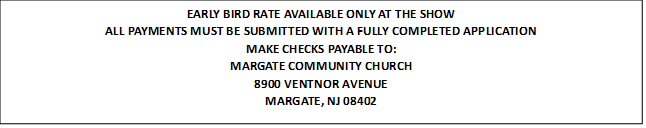 EARLY BIRD RATE AVAILABLE ONLY AT THE SHOW
ALL PAYMENTS MUST BE SUBMITTED WITH A FULLY COMPLETED APPLICATION
MAKE CHECKS PAYABLE TO:
MARGATE COMMUNITY CHURCH
8900 VENTNOR AVENUE
MARGATE, NJ 08402